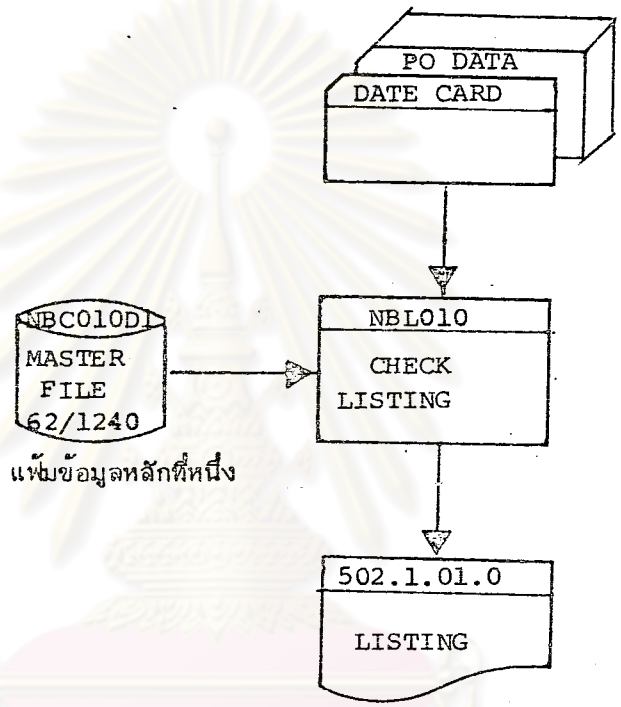 PO DATA
DATE CARD
NBL010
CHECK
LISTING
NBC010DI
MASTER
FILE
62/1240
แฟ้มข้อมูลหลักที่หนึ่ง
502.1.01.0
LISTING